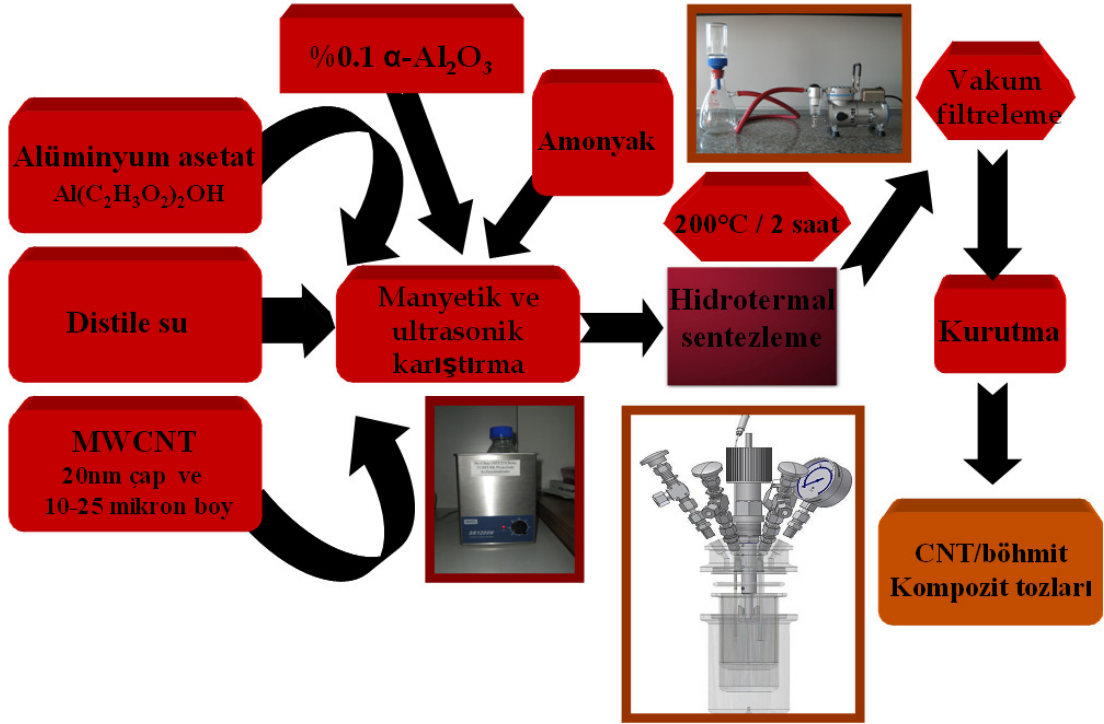 %0.1 α-Al₂O₃
Alüminyum asetat
Al(C₂H₃O₂)₂OH
Amonyak
Vakum
filtreleme
200°C / 2 saat
Distile su
Manyetik ve
ultrasonik
karıştırma
Hidrotermal
sentezleme
Kurutma
MWCNT
20nm çap ve
10-25 mikron boy
CNT/böhmit
Kompozit tozları